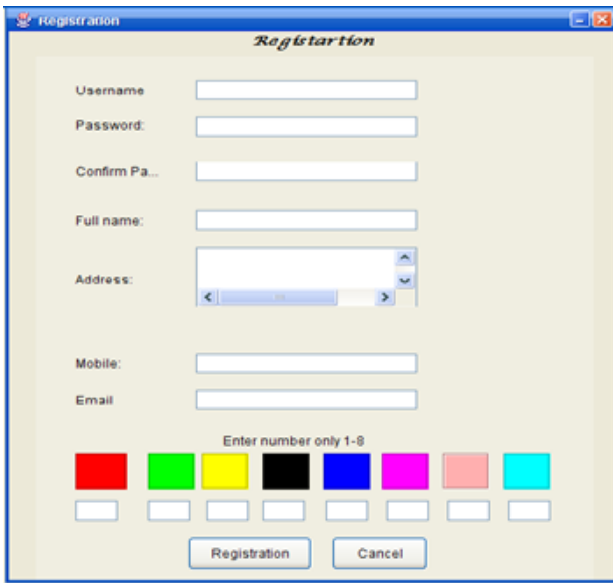 Registration
Registartion
Username
Password:
Confirm Pa...
Full name:
Address:
Mobile:
Email
Enter number only 1-8
Registration Cancel